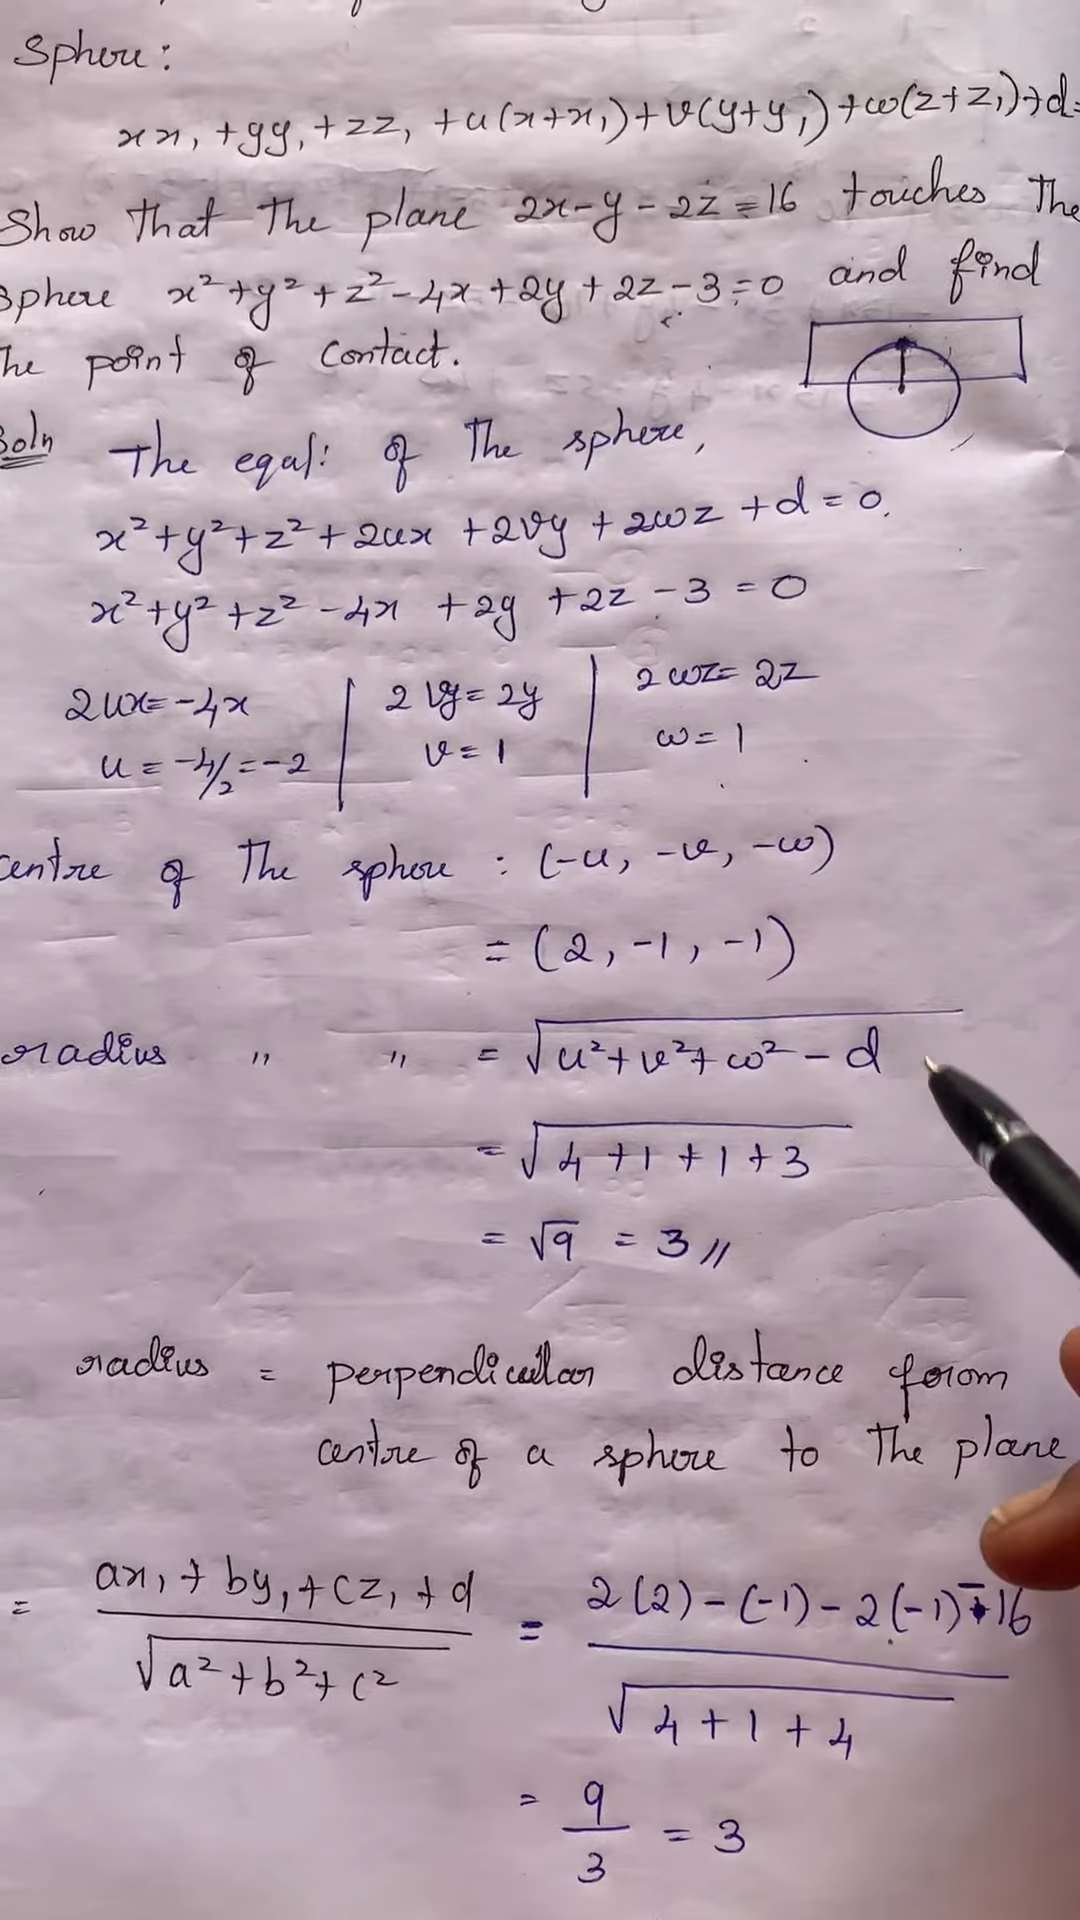 Sphere:
xx₁ + yy₁ + zz₁ + u(x+x₁) + v(y+y₁) + w(z+z₁) + d =
Show that the plane 2x - y - 2z = 16 touches the
sphere x² + y² + z² - 4x + 2y + 2z - 3 = 0 and find
The point of contact.
Soln The equa/: of the sphere,
x² + y² + z² + 2ux + 2vy + 2wz + d = 0.
x² + y² + z² - 4x + 2y + 2z - 3 = 0
2ux = -4x | 2vy = 2y | 2wz = 2z
u = -4/2 = -2 | v = 1 | w = 1
centre of The sphere : (-u, -v, -w)
= (2, -1, -1)
radius " " = √(u² + v² + w² - d)
= √(4 + 1 + 1 + 3)
= √9 = 3 //
radius = perpendicular distance from
centre of a sphere to The plane
= (ax₁ + by₁ + cz₁ + d) / √(a² + b² + c²) = (2(2) - (-1) - 2(-1) - 16) / √(4 + 1 + 4)
= 9/3 = 3